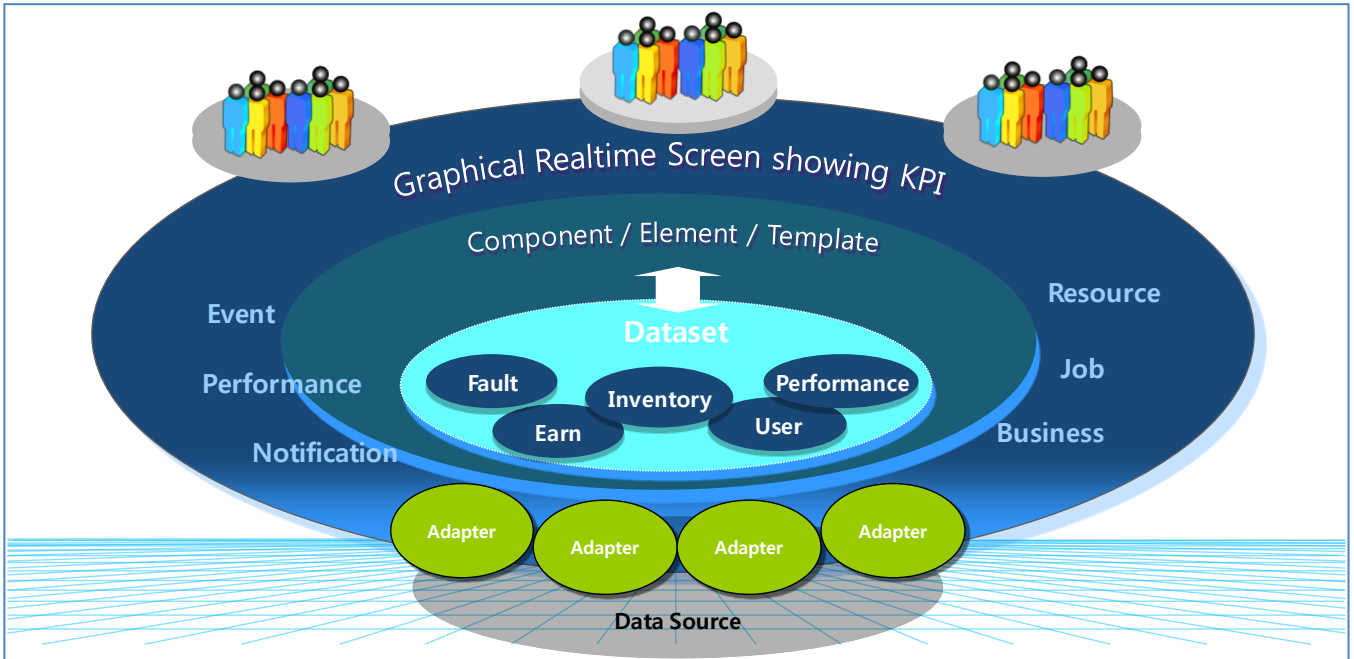 Graphical Realtime Screen showing KPI
Component / Element / Template
Event
Resource
Dataset
Performance
Job
Fault
Inventory
Performance
Earn
User
Business
Notification
Adapter
Adapter
Adapter
Adapter
Data Source